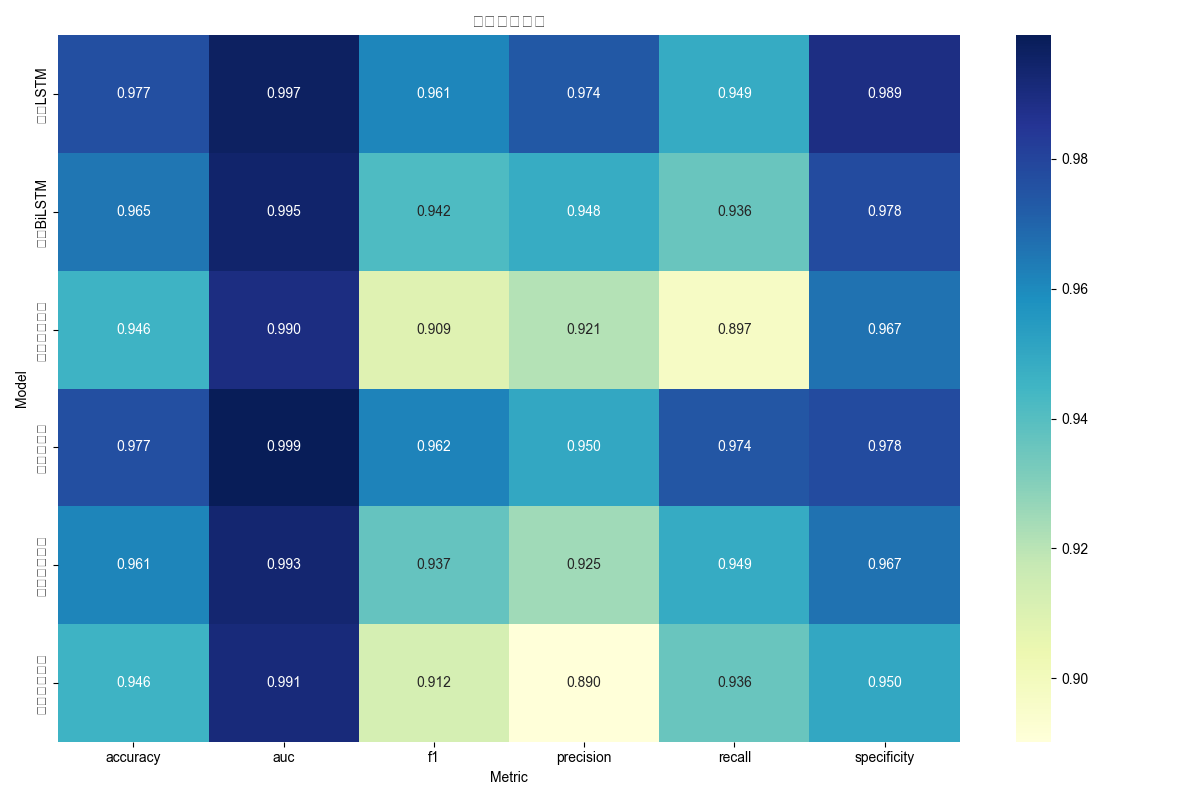 LSTM
0.977 0.997 0.961 0.974 0.949 0.989
BiLSTM
0.965 0.995 0.942 0.948 0.936 0.978
0.946 0.990 0.909 0.921 0.897 0.967
Model
0.977 0.999 0.962 0.950 0.974 0.978
0.961 0.993 0.937 0.925 0.949 0.967
0.946 0.991 0.912 0.890 0.936 0.950
accuracy auc f1 precision recall specificity
Metric
0.98
0.96
0.94
0.92
0.90